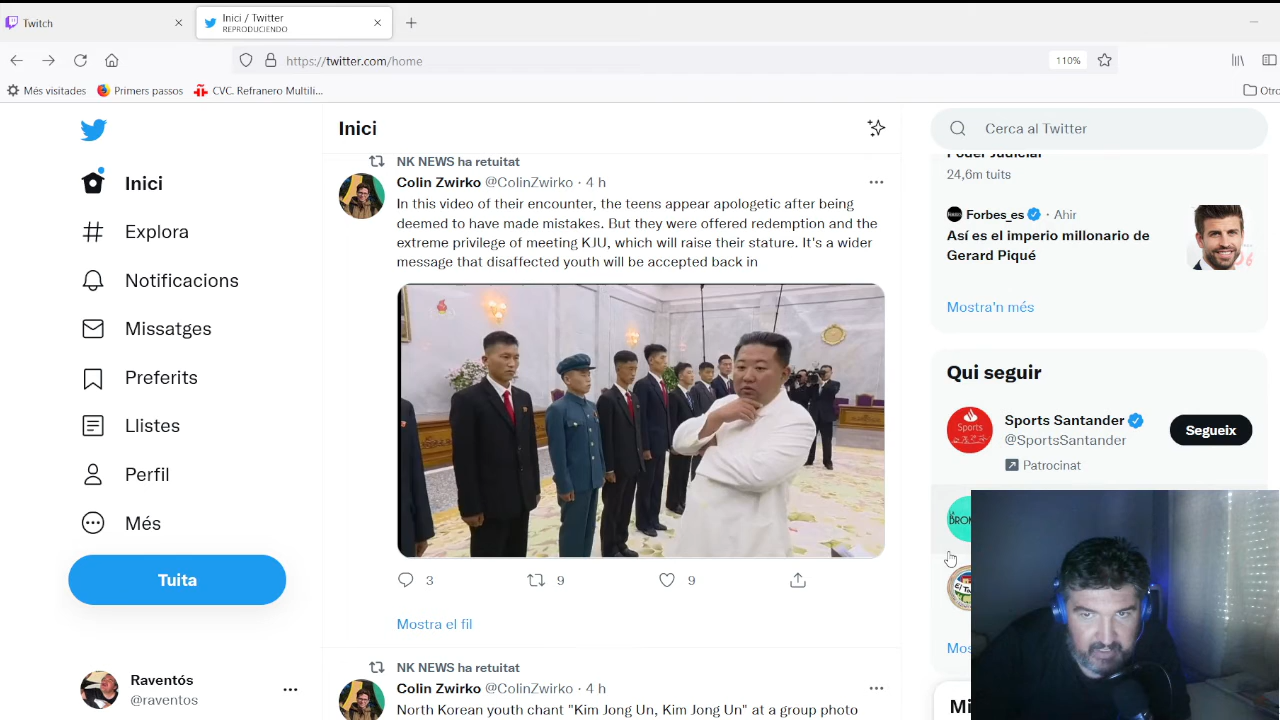 Twitch
Inici / Twitter
REPRODUCIENDO
https://twitter.com/home
110%
Més visitades
Primers passos
CVC. Refranero Multili...
Otro
Inici
Explora
Notificacions
Missatges
Preferits
Llistes
Perfil
Més
Tuita
Raventós
@raventos
Inici
NK NEWS ha retuitat
Colin Zwirko @ColinZwirko · 4 h
In this video of their encounter, the teens appear apologetic after being
deemed to have made mistakes. But they were offered redemption and the
extreme privilege of meeting KJU, which will raise their stature. It's a wider
message that disaffected youth will be accepted back in
3
9
9
Mostra el fil
NK NEWS ha retuitat
Colin Zwirko @ColinZwirko · 4 h
North Korean youth chant "Kim Jong Un, Kim Jong Un" at a group photo
Cerca al Twitter
Poder Judicial
24,6m tuits
Forbes_es · Ahir
Así es el imperio millonario de
Gerard Piqué
Mostra'n més
Qui seguir
Sports Santander
@SportsSantander
Patrocinat
Segueix
Sports
BRON
Mos
Mi